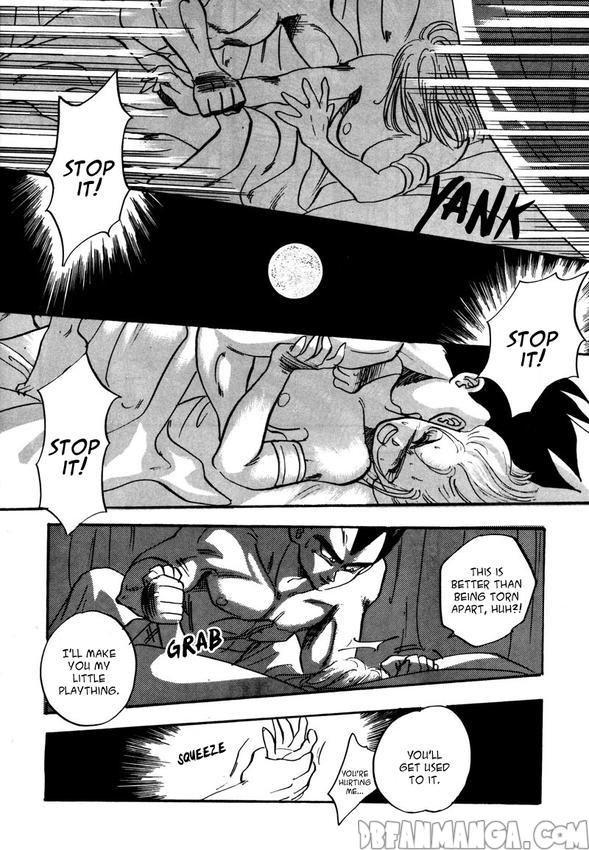 STOP
IT!
YANK
STOP
IT!
STOP
IT!
THIS IS
BETTER THAN
BEING TORN
APART, HUH?!
GRAB
I'LL MAKE
YOU MY
LITTLE
PLAYTHING.
SQUEEZE
YOU'LL
GET USED
TO IT.
YOU'RE
HURTING
ME...
DBFANMANGA.COM